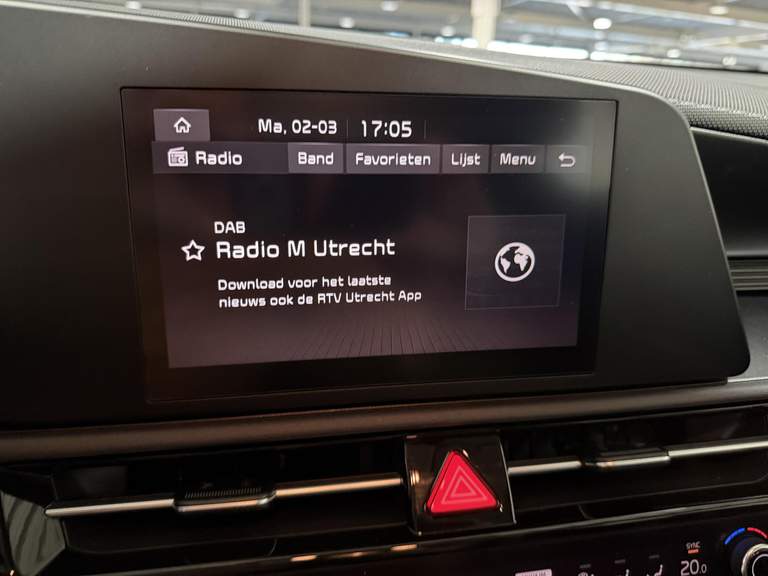 Ma, 02-03 17:05
Radio Band Favorieten Lijst Menu
DAB
Radio M Utrecht
Download voor het laatste
nieuws ook de RTV Utrecht App
SYNC
20.0